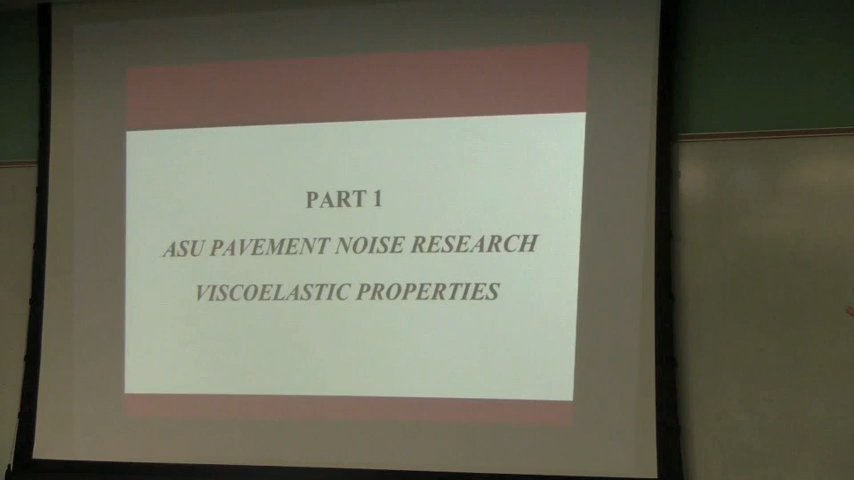 PART 1
ASU PAVEMENT NOISE RESEARCH
VISCOELASTIC PROPERTIES